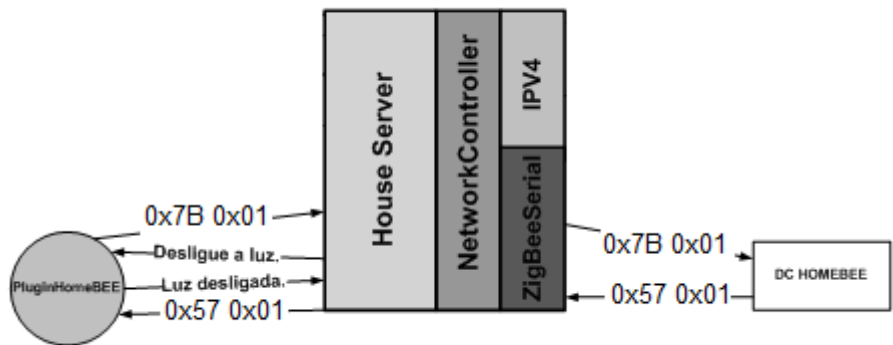 House Server
NetworkController
IPV4
ZigBeeSerial
0x7B 0x01
Desligue a luz.
Luz desligada.
0x57 0x01
PluginHomeBEE
0x7B 0x01
0x57 0x01
DC HOMEBEE